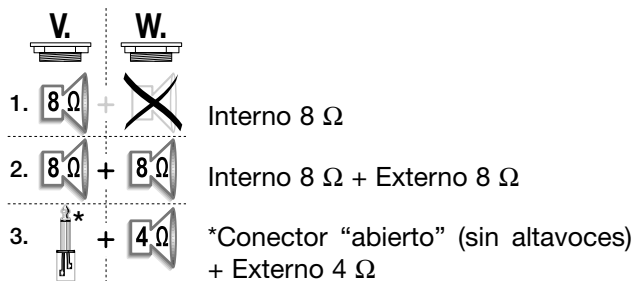 V. W.
1. 8 Ω + Interno 8 Ω
2. 8 Ω + 8 Ω Interno 8 Ω + Externo 8 Ω
3. * + 4 Ω *Conector “abierto” (sin altavoces)
+ Externo 4 Ω